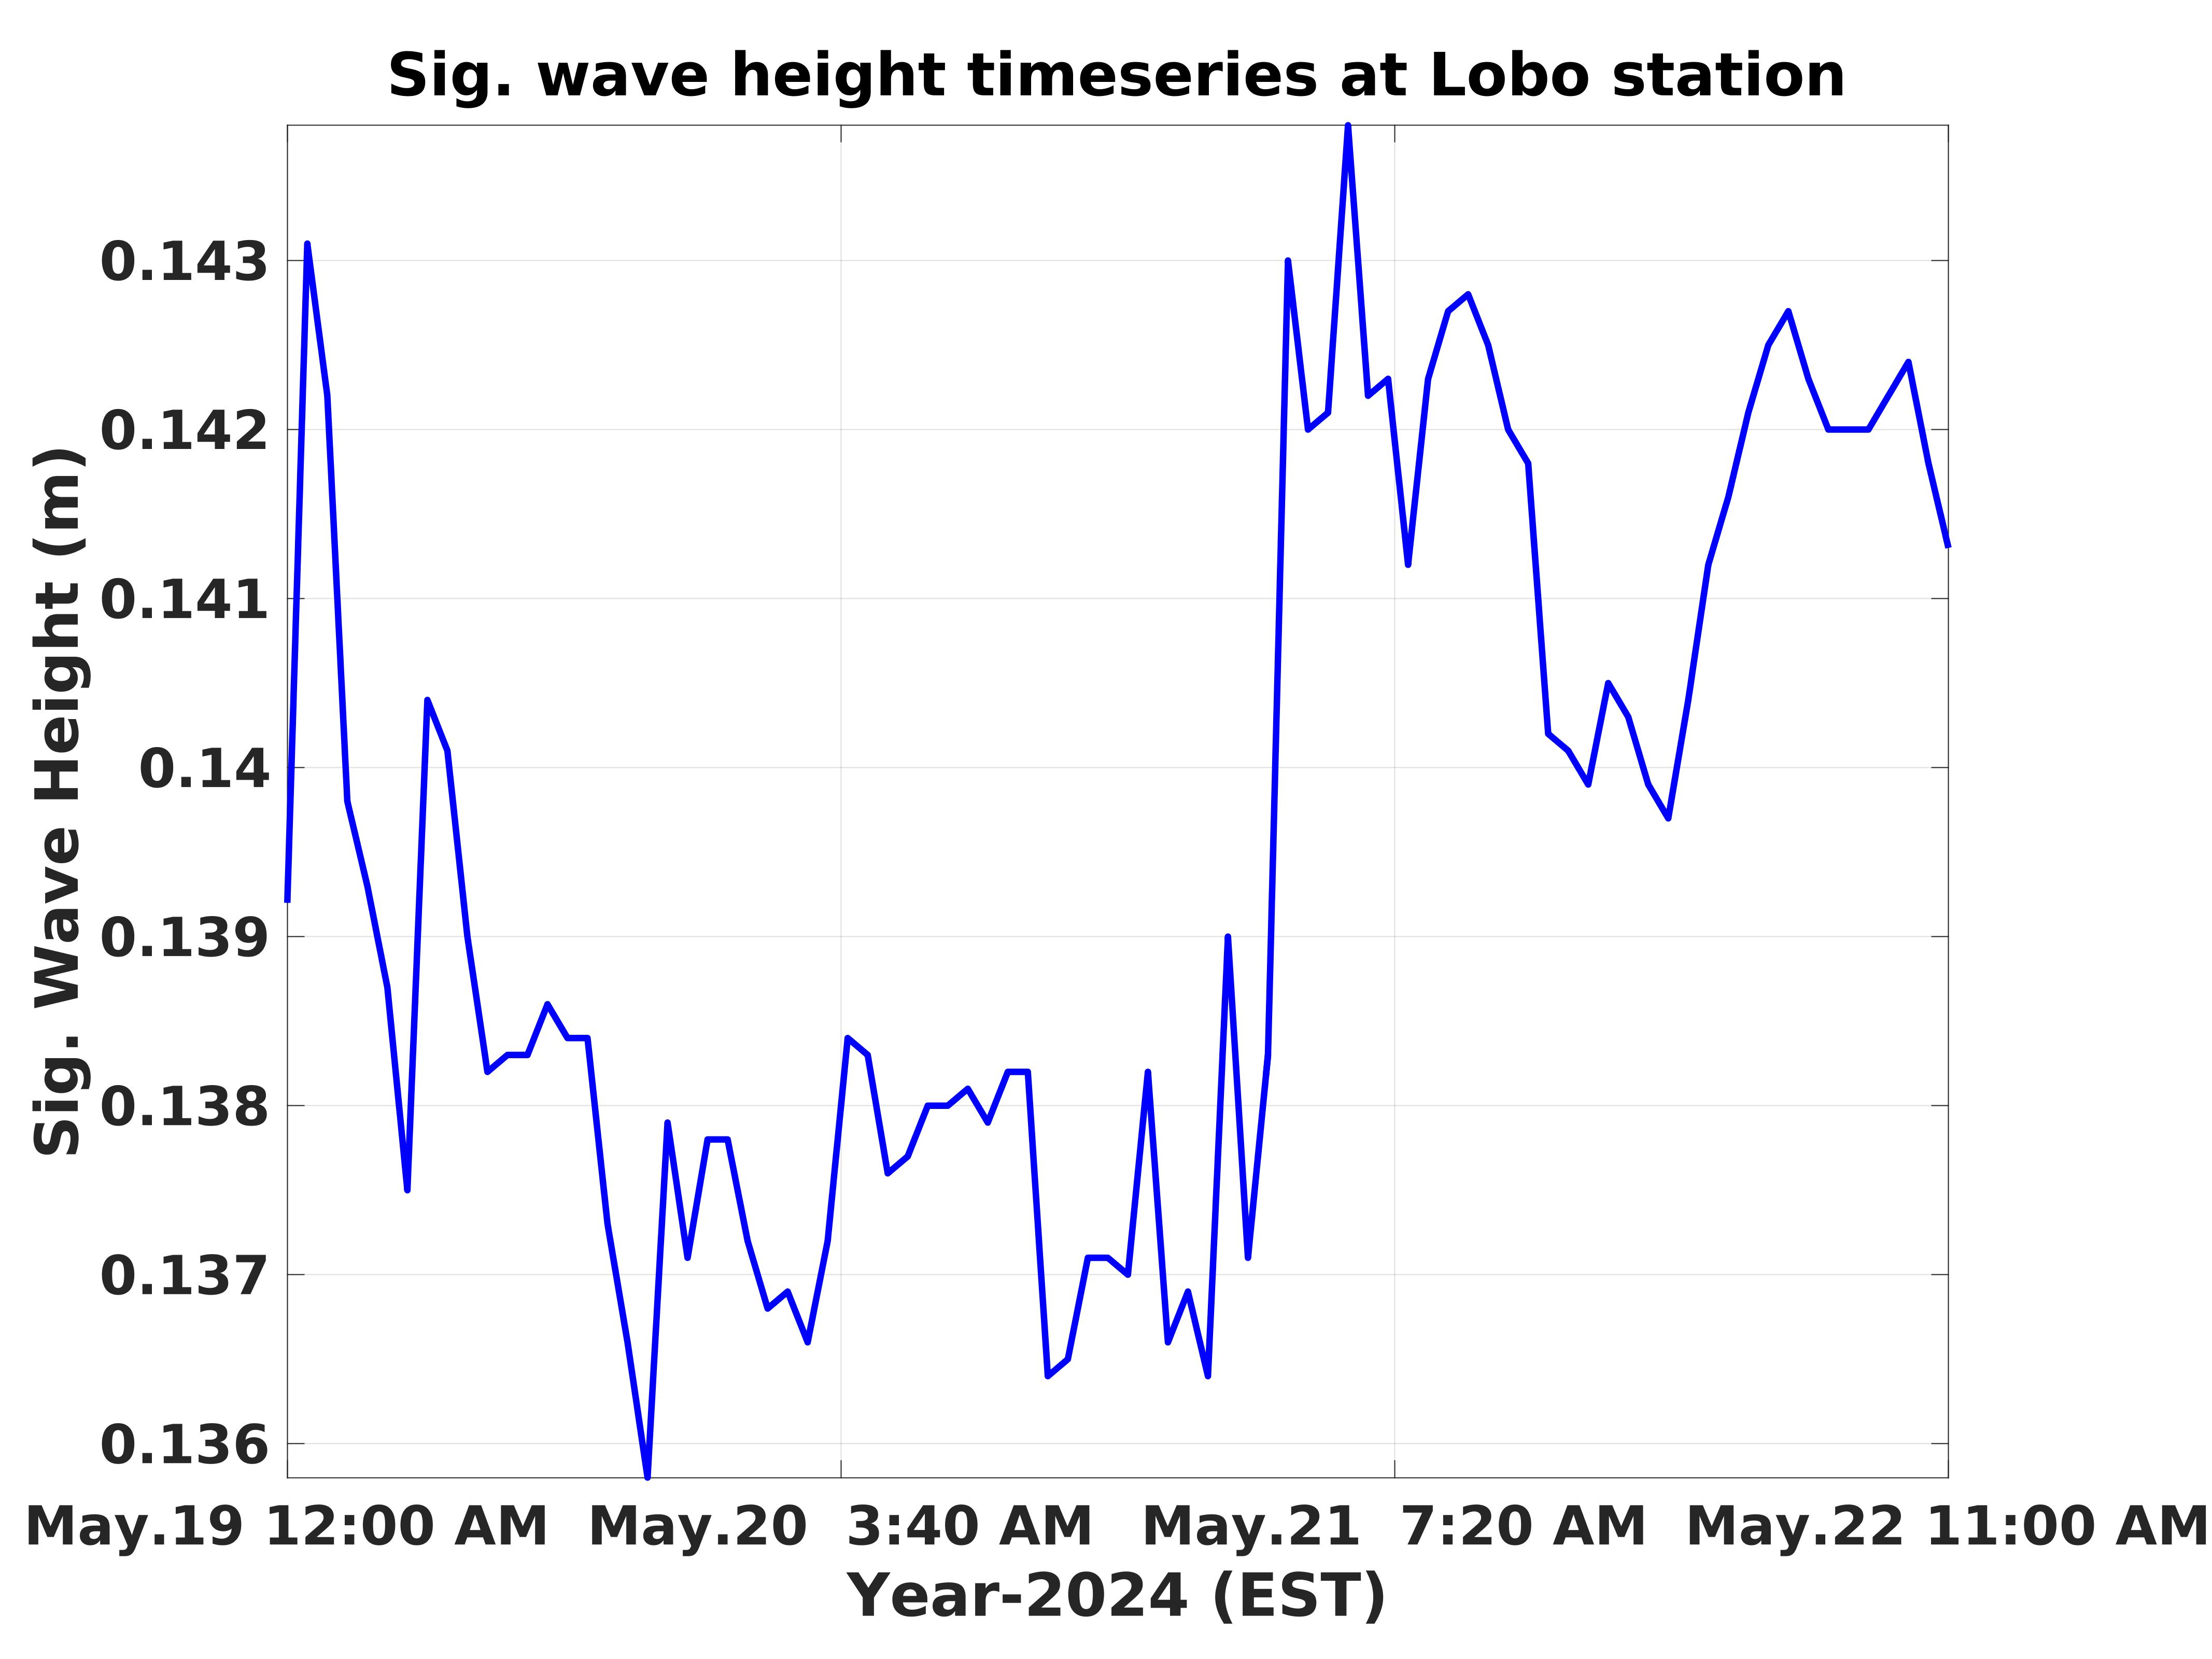 Sig. wave height timeseries at Lobo station
Sig. Wave Height (m)
0.143
0.142
0.141
0.14
0.139
0.138
0.137
0.136
May.19 12:00 AM May.20 3:40 AM May.21 7:20 AM May.22 11:00 AM
Year-2024 (EST)